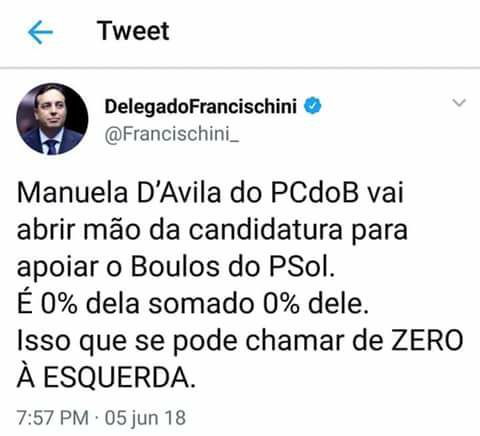 Tweet
DelegadoFrancischini
@Francischini_
Manuela D’Avila do PCdoB vai
abrir mão da candidatura para
apoiar o Boulos do PSol.
É 0% dela somado 0% dele.
Isso que se pode chamar de ZERO
À ESQUERDA.
7:57 PM · 05 jun 18